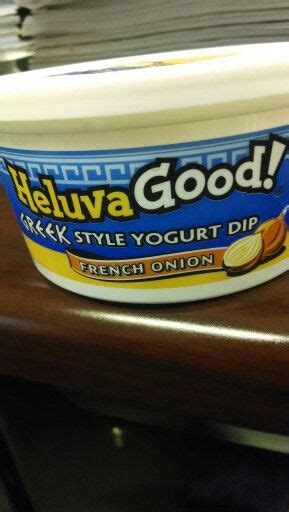 Heluva Good!®
GREEK STYLE YOGURT DIP
FRENCH ONION